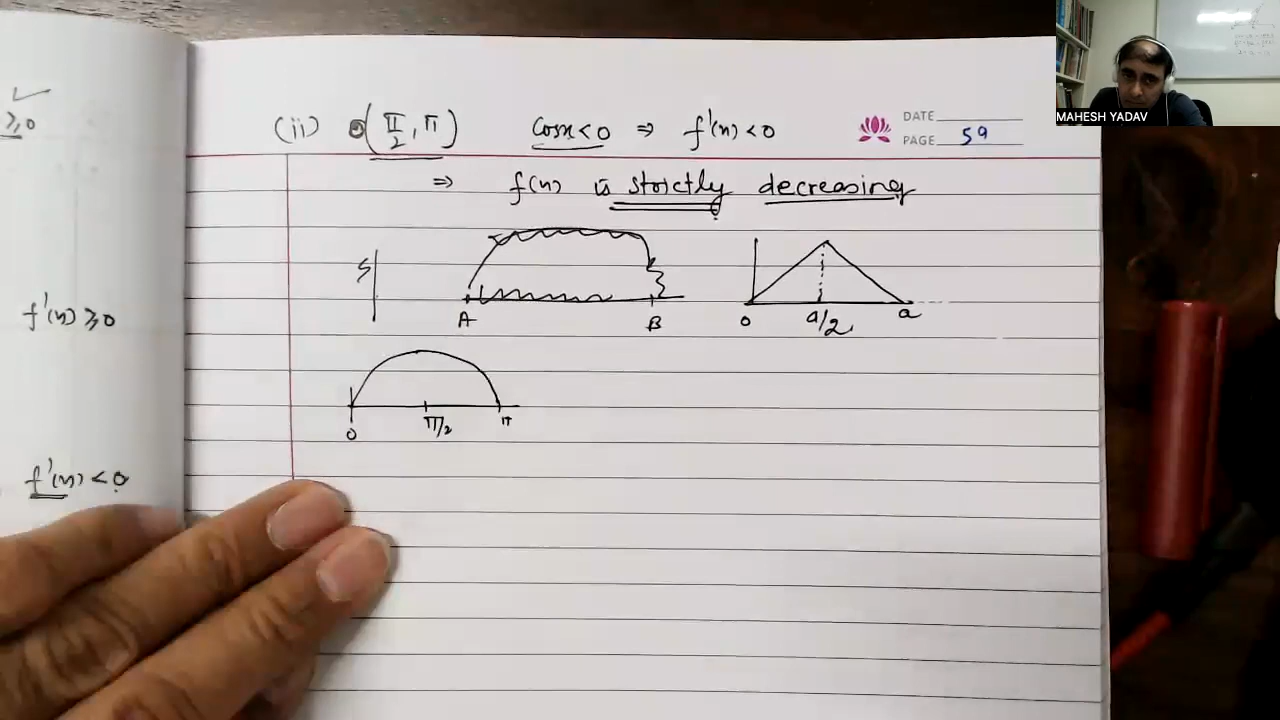 ≥0
f'(x) ≥ 0
f'(x) < 0
(ii) (π/2, π) cosx < 0 ⇒ f'(x) < 0
DATE
PAGE 59
⇒ f(x) is strictly decreasing
A B
0 a/2 a
0 π/2 π
MAHESH YADAV